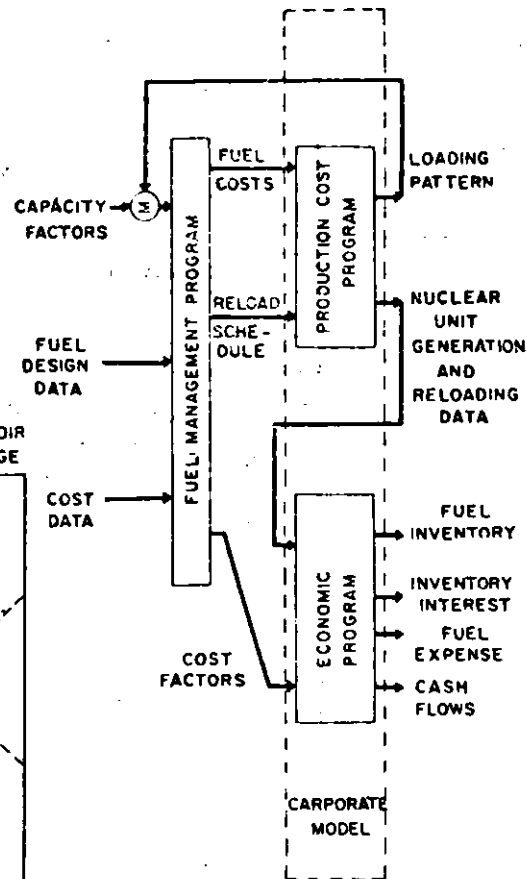 FUEL
COSTS
LOADING
PATTERN
CAPACITY
FACTORS
M
FUEL MANAGEMENT PROGRAM
PRODUCTION COST
PROGRAM
RELOAD
SCHE-
DULE
NUCLEAR
UNIT
GENERATION
AND
RELOADING
DATA
FUEL
DESIGN
DATA
OIR
GE
COST
DATA
COST
FACTORS
ECONOMIC
PROGRAM
FUEL
INVENTORY
INVENTORY
INTEREST
FUEL
EXPENSE
CASH
FLOWS
CARPORATE
MODEL